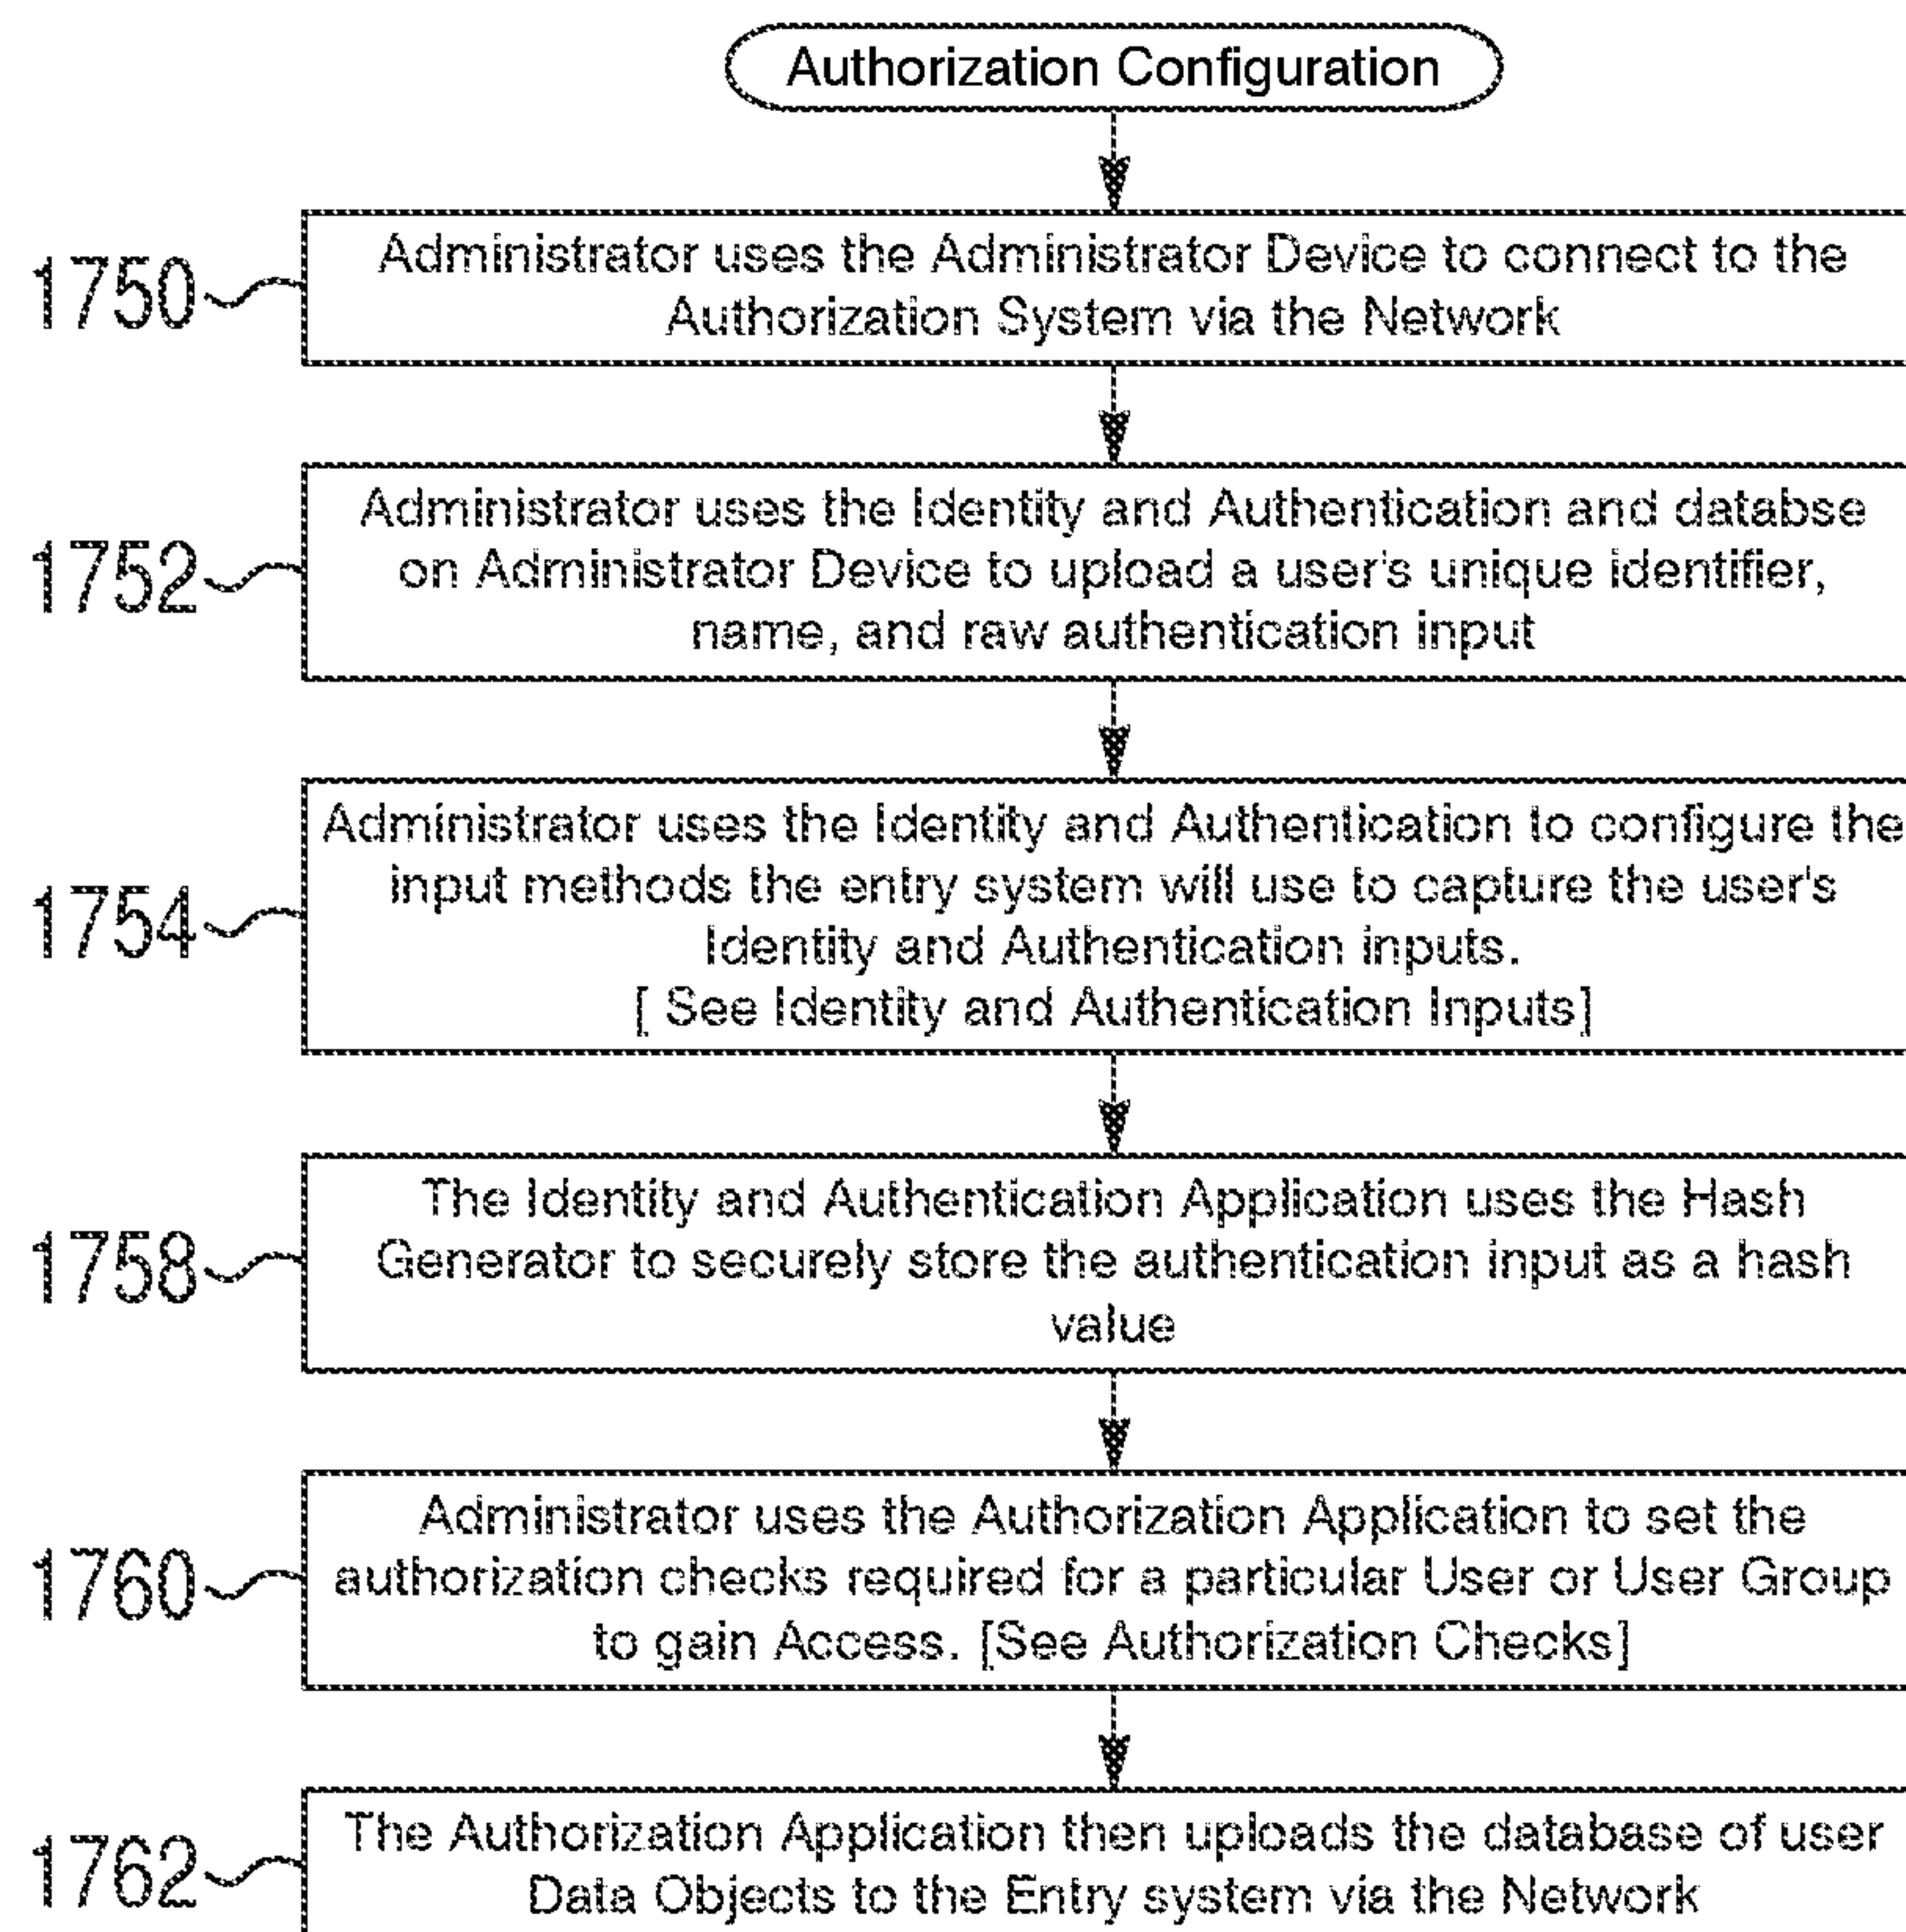 Authorization Configuration
1750
Administrator uses the Administrator Device to connect to the
Authorization System via the Network
1752
Administrator uses the Identity and Authentication and databse
on Administrator Device to upload a user's unique identifier,
name, and raw authentication input
1754
Administrator uses the Identity and Authentication to configure the
input methods the entry system will use to capture the user's
Identity and Authentication inputs.
[ See Identity and Authentication Inputs]
1758
The Identity and Authentication Application uses the Hash
Generator to securely store the authentication input as a hash
value
1760
Administrator uses the Authorization Application to set the
authorization checks required for a particular User or User Group
to gain Access. [See Authorization Checks]
1762
The Authorization Application then uploads the database of user
Data Objects to the Entry system via the Network